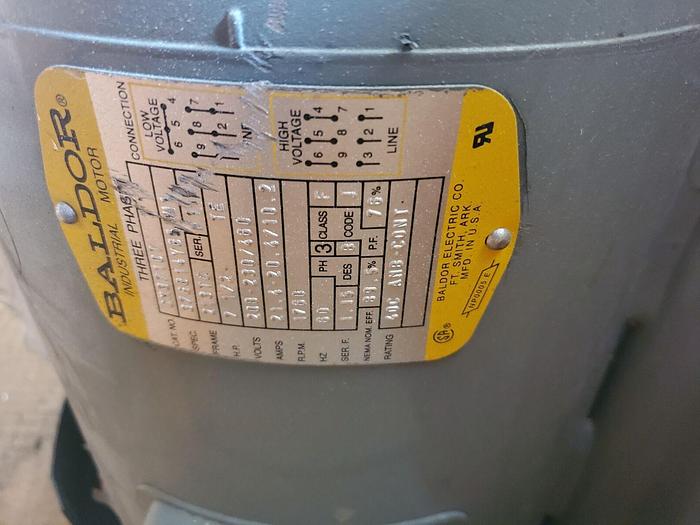 BALDOR®
INDUSTRIAL MOTOR
THREE PHASE
CAT. NO.
SPEC.
FRAME SER.
H.P. 7 1/2
VOLTS 208-230/460
AMPS 21.4-20.4/10.2
R.P.M. 1760
HZ 60 PH 3 CLASS F
SER. F. 1.15 DES B CODE
NEMA NOM. EFF. % P.F. %
RATING 40C AMB-CONT
CONNECTION
LOW VOLTAGE
4 5 6
7 8 9
1 2
HIGH VOLTAGE
4 5 6
7 8 9
1 2 3
LINE
BALDOR ELECTRIC CO.
FT. SMITH, ARK.
MFD. IN U.S.A.
NP0005 E